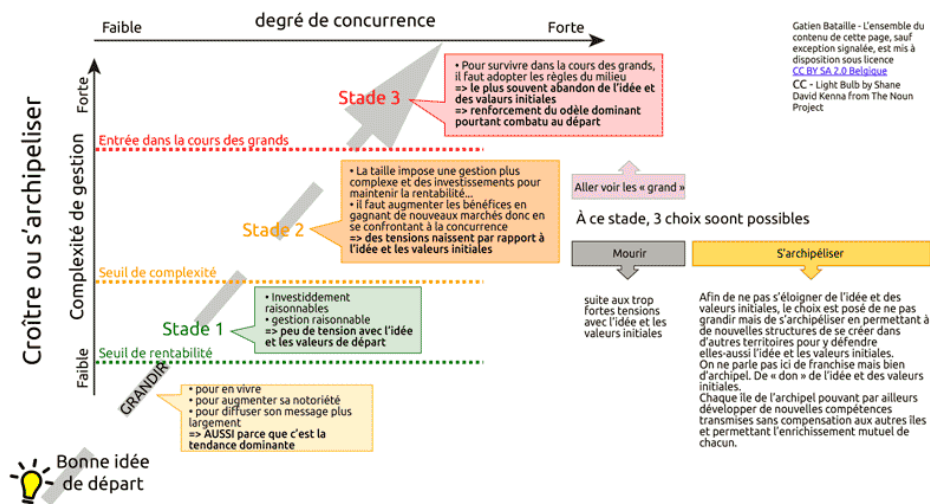 Faible
degré de concurrence
Forte
Gatien Bataille - L'ensemble du
contenu de cette page, sauf
exception signalée, est mis à
disposition sous licence
CC BY SA 2.0 Belgique
CC - Light Bulb by Shane
David Kenna from The Noun
Project
Croître ou s'archipeliser
Complexité de gestion
Forte
Faible
Stade 3
• Pour survivre dans la cours des grands,
il faut adopter les règles du milieu
=> le plus souvent abandon de l'idée et
des valaurs initiales
=> renforcement du odèle dominant
pourtant combatu au départ
Entrée dans la cours des grands
Stade 2
• La taille impose une gestion plus
complexe et des investissements pour
maintenir la rentabilité...
• il faut augmenter les bénéfices en
gagnant de nouveaux marchés donc en
se confrontant à la concurrence
=> des tensions naissent par rapport à
l'idée et les valeurs initiales
Aller voir les « grand »
À ce stade, 3 choix soont possibles
Mourir
suite aux trop
fortes tensions
avec l'idée et les
valeurs initiales
S'archipéliser
Afin de ne pas s'éloigner de l'idée et des
valeurs initiales, le choix est posé de ne pas
grandir mais de s'archipéliser en permettant à
de nouvelles structures de se créer dans
d'autres territoires pour y défendre
elles-aussi l'idée et les valeurs initiales.
On ne parle pas ici de franchise mais bien
d'archipel. De « don » de l'idée et des valeurs
initiales.
Chaque île de l'archipel pouvant par ailleurs
développer de nouvelles compétences
transmises sans compensation aux autres îles
et permettant l'enrichissement mutuel de
chacun.
Seuil de complexité
Stade 1
• Investiddement
raisonnables
• gestion raisonnable
=> peu de tension avec l'idée
et les valeurs de départ
Seuil de rentabilité
GRANDIR
• pour en vivre
• pour augmenter sa notoriété
• pour diffuser son message plus
largement
=> AUSSI parce que c'est la
tendance dominante
Bonne idée
de départ